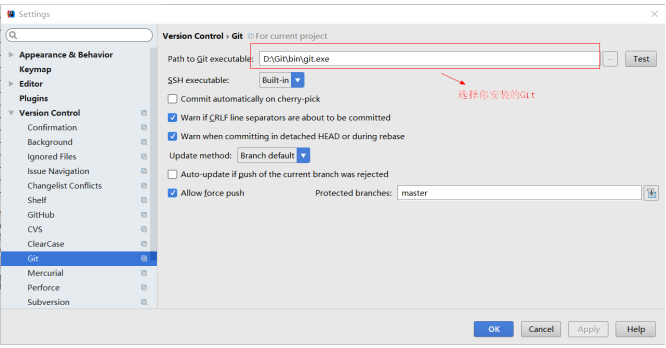 Settings
Version Control › Git For current project
Appearance & Behavior
Keymap
Editor
Plugins
Version Control
Confirmation
Background
Ignored Files
Issue Navigation
Changelist Conflicts
Shelf
GitHub
CVS
ClearCase
Git
Mercurial
Perforce
Subversion
Path to Git executable: D:\Git\bin\git.exe ... Test
选择你安装的Git
SSH executable: Built-in
Commit automatically on cherry-pick
Warn if CRLF line separators are about to be committed
Warn when committing in detached HEAD or during rebase
Update method: Branch default
Auto-update if push of the current branch was rejected
Allow force push Protected branches: master
OK Cancel Apply Help